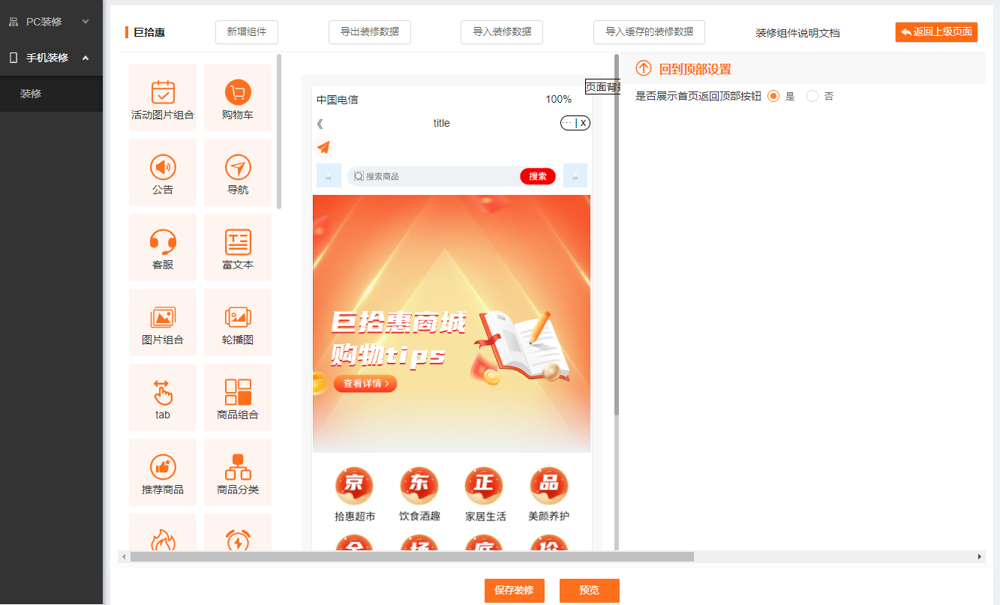 PC装修
手机装修
装修
巨拾惠
新增组件
导出装修数据
导入装修数据
导入缓存的装修数据
装修组件说明文档
返回上级页面
活动图片组合
购物车
公告
导航
客服
富文本
图片组合
轮播图
tab
商品组合
推荐商品
商品分类
页面背景
中国电信
100%
《
title
··· | X
搜索商品
搜索
巨拾惠商城
购物tips
查看详情 >
京 东 正 品
拾惠超市
饮食酒趣
家居生活
美颜养护
全 场 底 价
回到顶部设置
是否展示首页返回顶部按钮
是
否
保存装修
预览